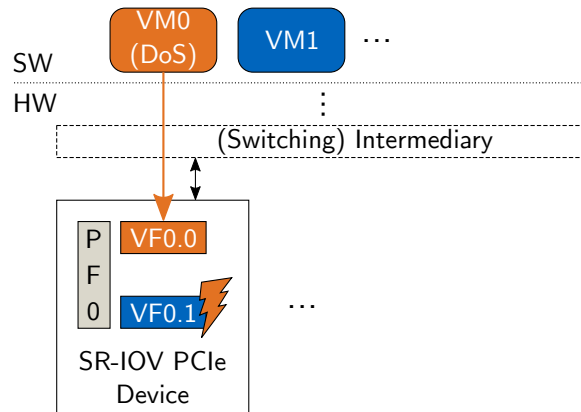 VM0
(DoS)
VM1
...
SW
HW
⋮
(Switching) Intermediary
P
F
0
VF0.0
VF0.1
...
SR-IOV PCIe
Device